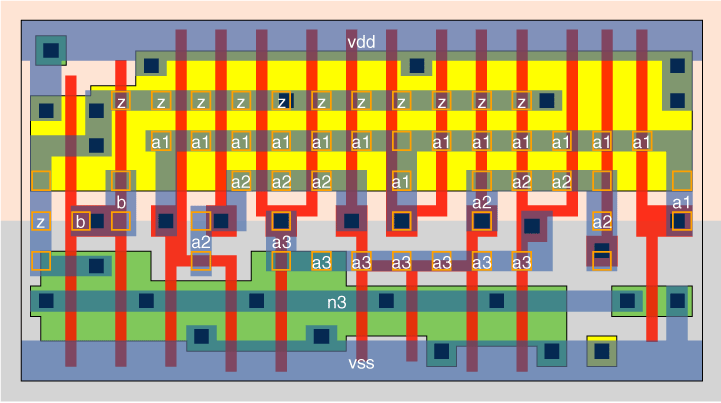 vdd
z z z z z z z z z z z
a1 a1 a1 a1 a1 a1 a1 a1 a1 a1 a1 a1
a2 a2 a2 a1 a2 a2
b a2 a1
z b a2
a2 a3
a3 a3 a3 a3 a3 a3
n3
vss